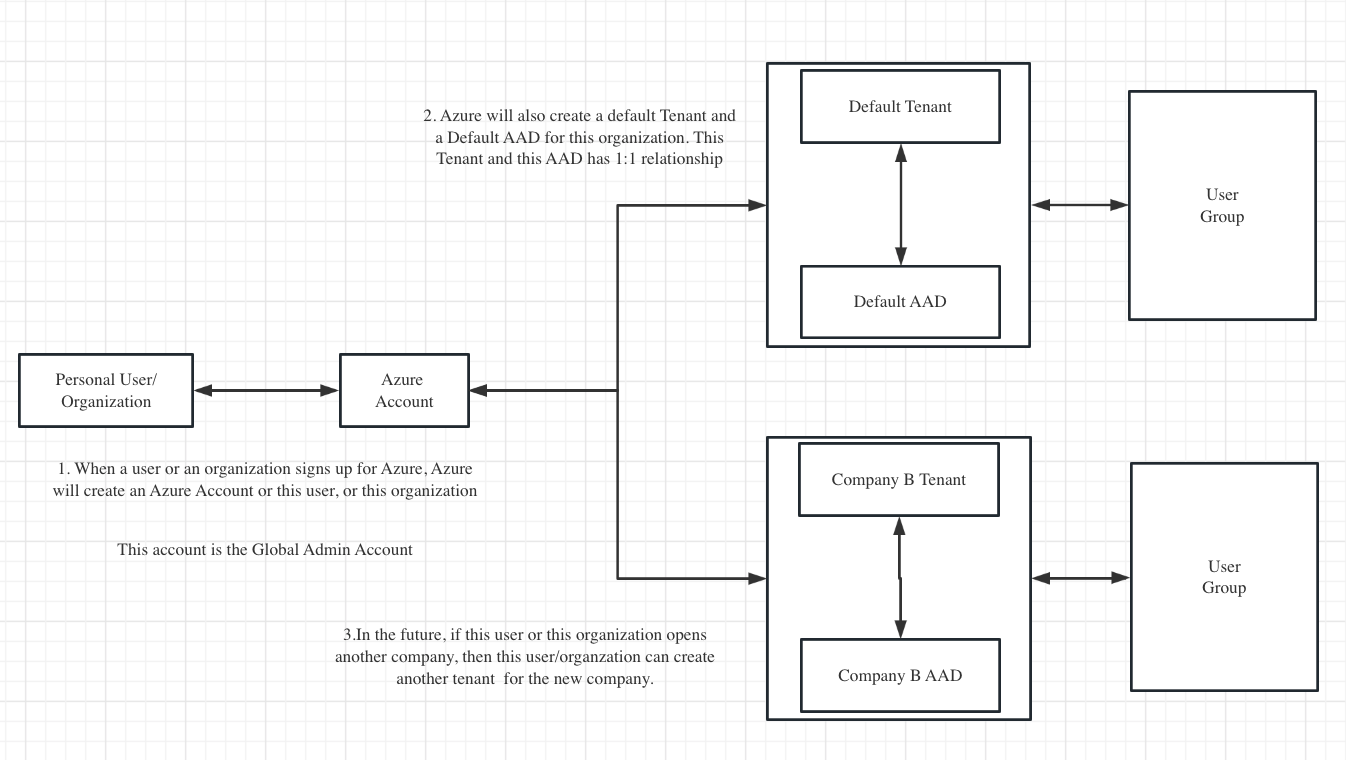 2. Azure will also create a default Tenant and
a Default AAD for this organization. This
Tenant and this AAD has 1:1 relationship
Default Tenant
Default AAD
User
Group
Personal User/
Organization
Azure
Account
1. When a user or an organization signs up for Azure, Azure
will create an Azure Account or this user, or this organization
This account is the Global Admin Account
3.In the future, if this user or this organization opens
another company, then this user/organzation can create
another tenant  for the new company.
Company B Tenant
Company B AAD
User
Group